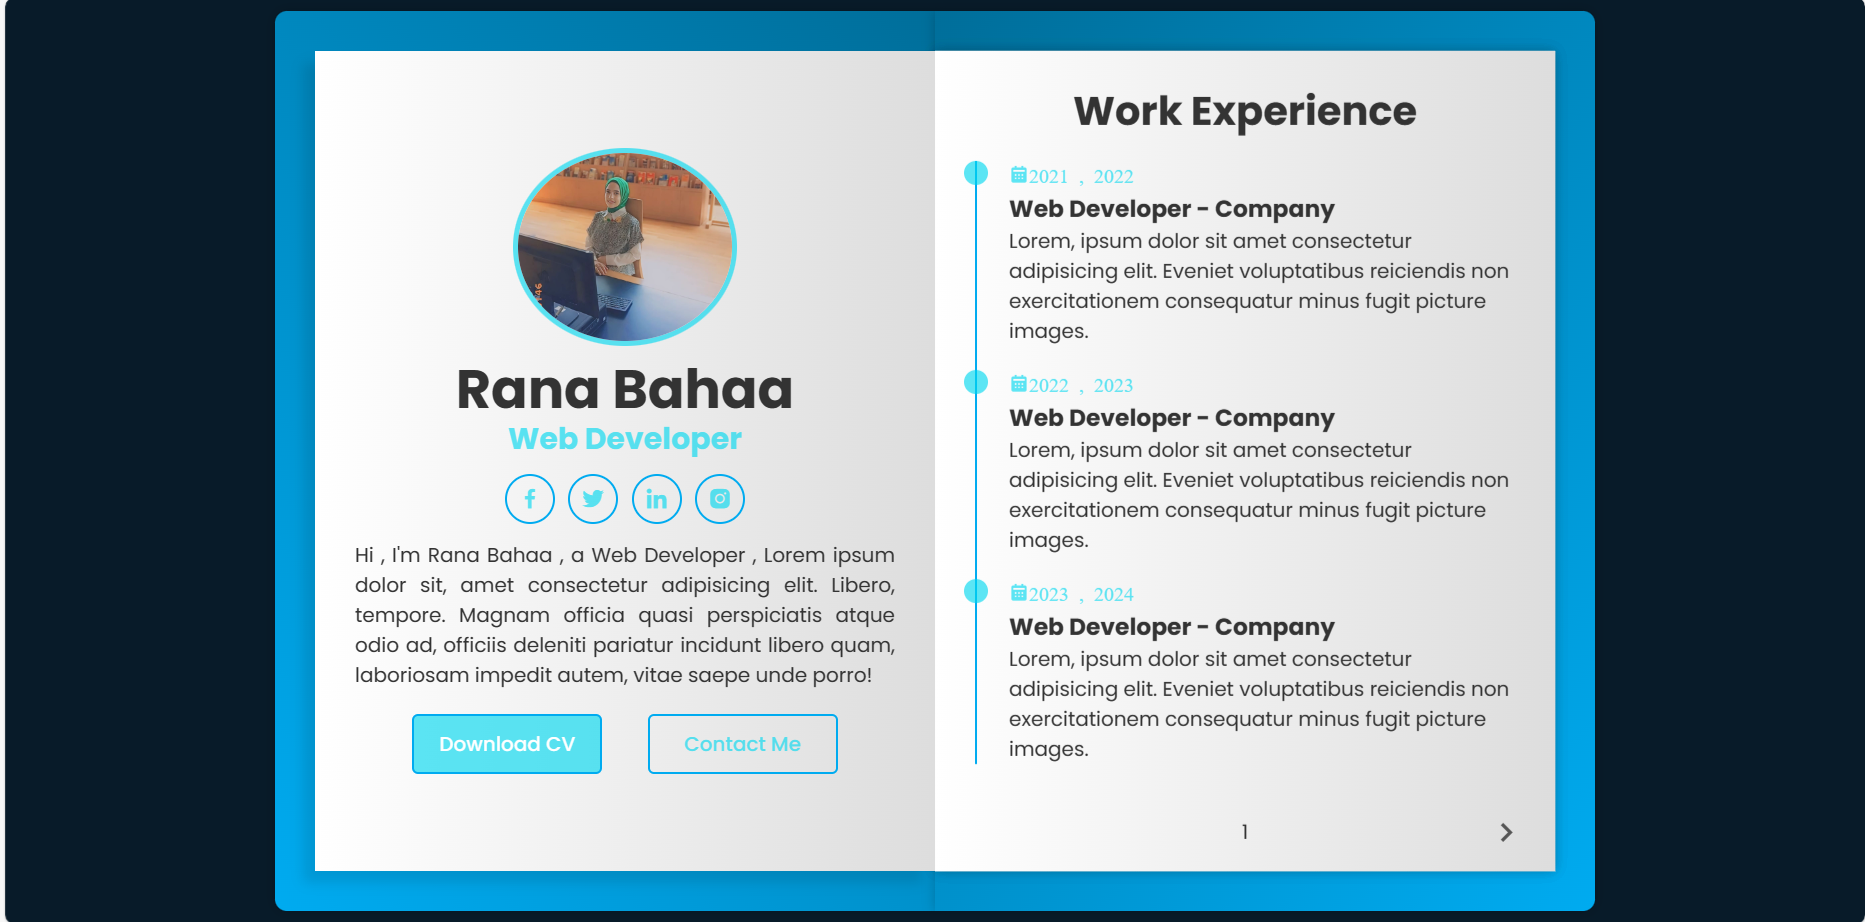 Rana Bahaa
Web Developer
Hi , I'm Rana Bahaa , a Web Developer , Lorem ipsum
dolor sit, amet consectetur adipisicing elit. Libero,
tempore. Magnam officia quasi perspiciatis atque
odio ad, officiis deleniti pariatur incidunt libero quam,
laboriosam impedit autem, vitae saepe unde porro!
Download CV
Contact Me
Work Experience
2021 , 2022
Web Developer - Company
Lorem, ipsum dolor sit amet consectetur
adipisicing elit. Eveniet voluptatibus reiciendis non
exercitationem consequatur minus fugit picture
images.
2022 , 2023
Web Developer - Company
Lorem, ipsum dolor sit amet consectetur
adipisicing elit. Eveniet voluptatibus reiciendis non
exercitationem consequatur minus fugit picture
images.
2023 , 2024
Web Developer - Company
Lorem, ipsum dolor sit amet consectetur
adipisicing elit. Eveniet voluptatibus reiciendis non
exercitationem consequatur minus fugit picture
images.
1